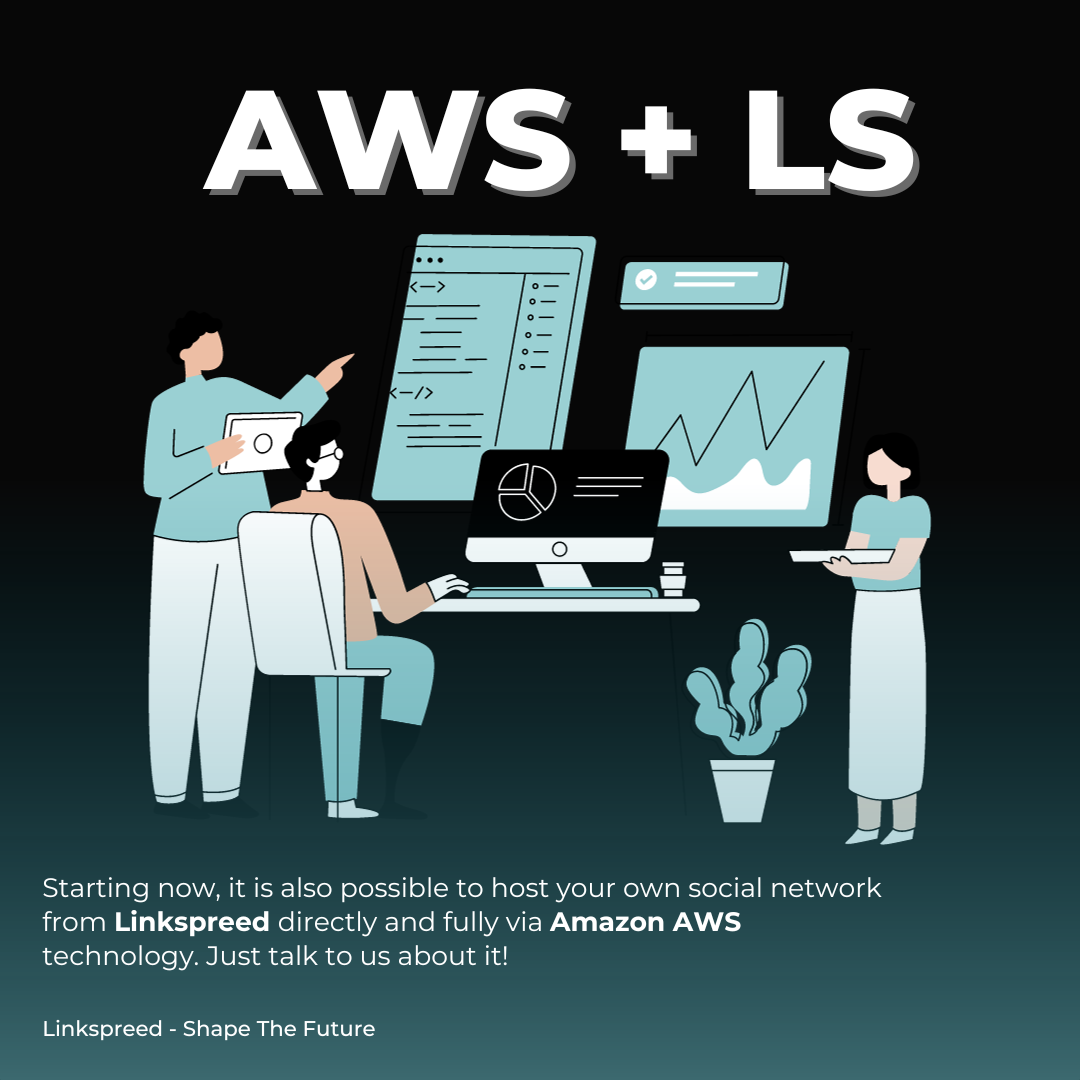 AWS + LS
Starting now, it is also possible to host your own social network
from Linkspreed directly and fully via Amazon AWS
technology. Just talk to us about it!
Linkspreed - Shape The Future